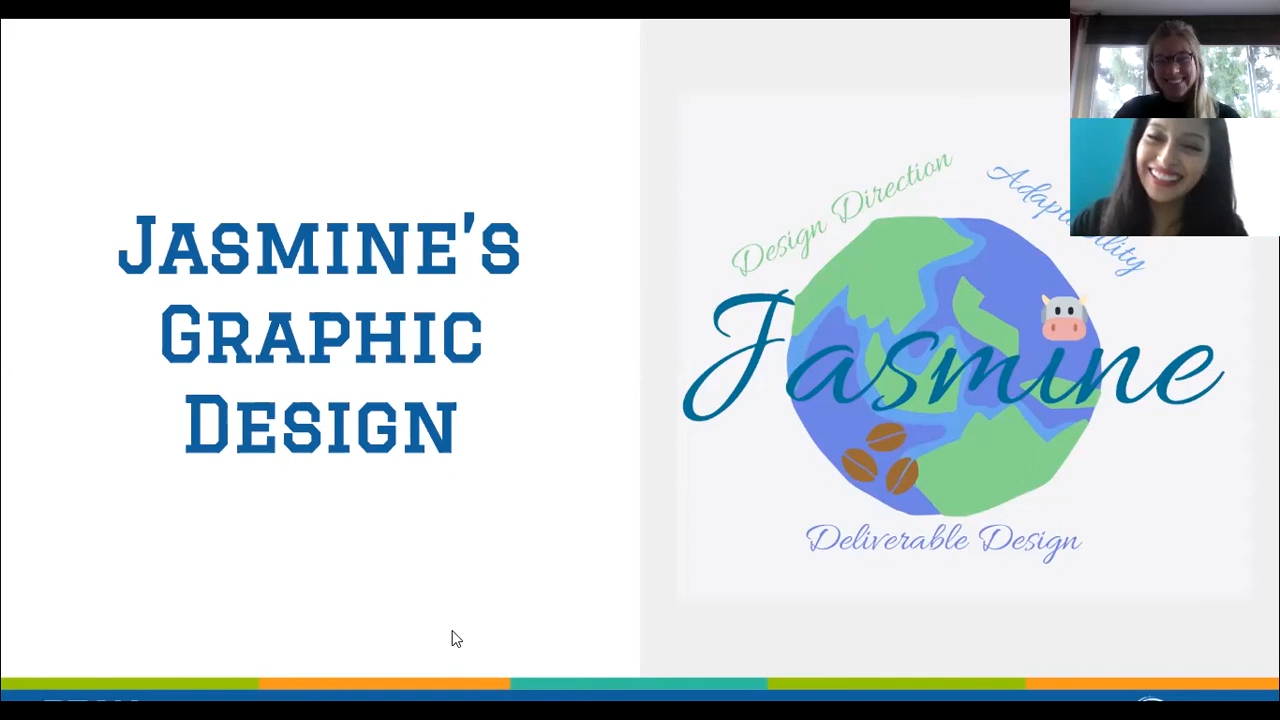 Jasmine's
Graphic
Design
Design Direction
Jasmine
Deliverable Design